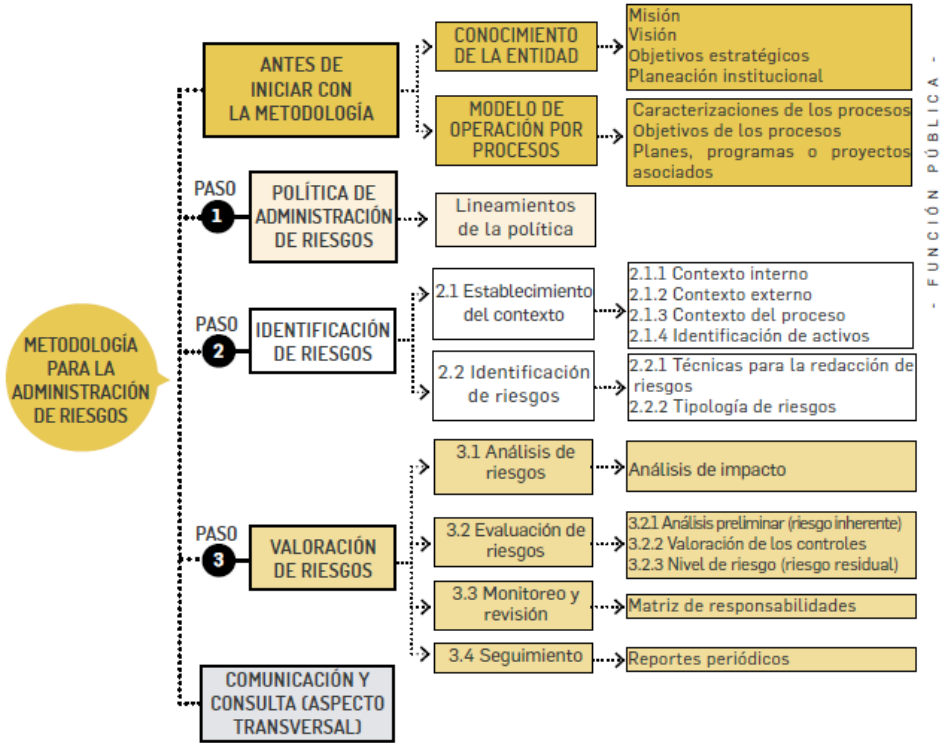 METODOLOGÍA
PARA LA
ADMINISTRACIÓN
DE RIESGOS
ANTES DE
INICIAR CON
LA METODOLOGÍA
CONOCIMIENTO
DE LA ENTIDAD
Misión
Visión
Objetivos estratégicos
Planeación institucional
MODELO DE
OPERACIÓN POR
PROCESOS
Caracterizaciones de los procesos
Objetivos de los procesos
Planes, programas o proyectos
asociados
PASO
1
POLÍTICA DE
ADMINISTRACIÓN
DE RIESGOS
Lineamientos
de la política
PASO
2
IDENTIFICACIÓN
DE RIESGOS
2.1 Establecimiento
del contexto
2.1.1 Contexto interno
2.1.2 Contexto externo
2.1.3 Contexto del proceso
2.1.4 Identificación de activos
2.2 Identificación
de riesgos
2.2.1 Técnicas para la redacción de
riesgos
2.2.2 Tipología de riesgos
PASO
3
VALORACIÓN
DE RIESGOS
3.1 Análisis de
riesgos
Análisis de impacto
3.2 Evaluación de
riesgos
3.2.1 Análisis preliminar (riesgo inherente)
3.2.2 Valoración de los controles
3.2.3 Nivel de riesgo (riesgo residual)
3.3 Monitoreo y
revisión
Matriz de responsabilidades
3.4 Seguimiento
Reportes periódicos
COMUNICACIÓN Y
CONSULTA (ASPECTO
TRANSVERSAL)
- FUNCIÓN PÚBLICA -